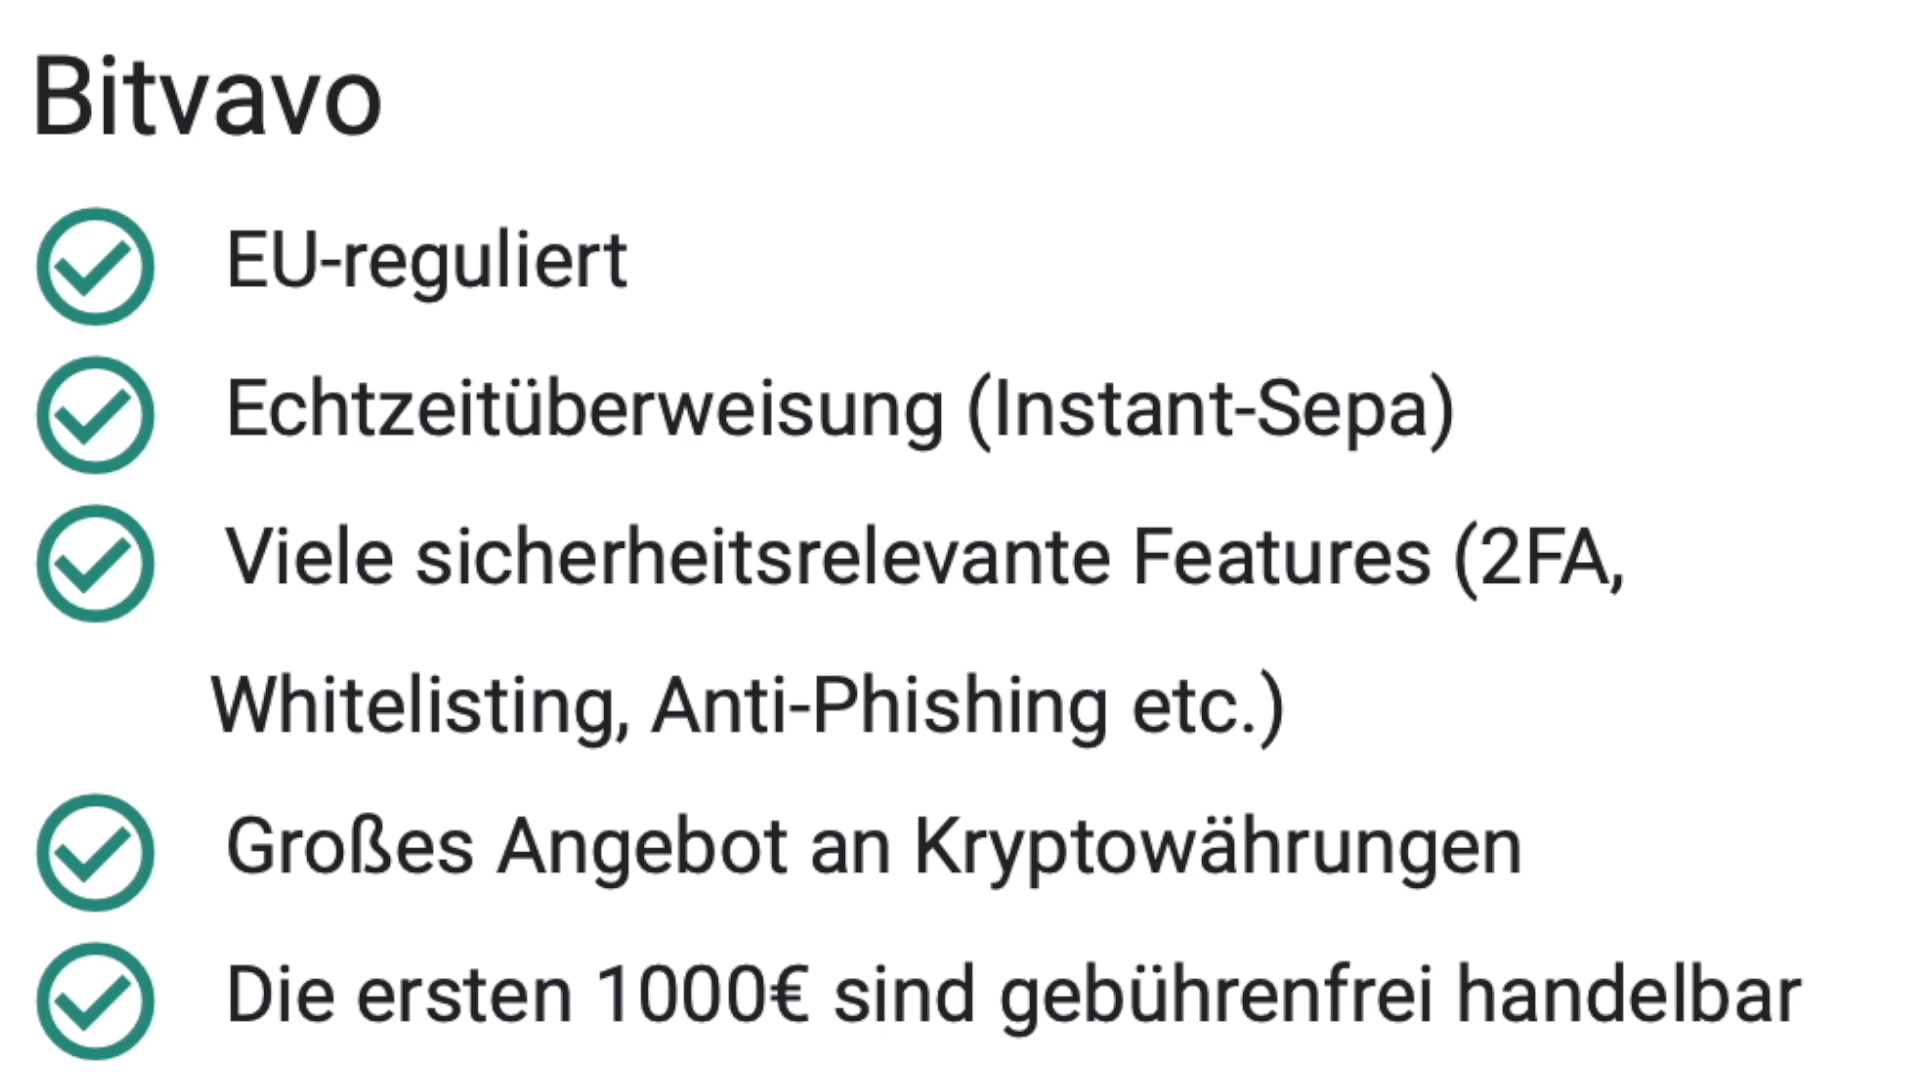 Bitvavo
EU-reguliert
Echtzeitüberweisung (Instant-Sepa)
Viele sicherheitsrelevante Features (2FA,
Whitelisting, Anti-Phishing etc.)
Großes Angebot an Kryptowährungen
Die ersten 1000€ sind gebührenfrei handelbar